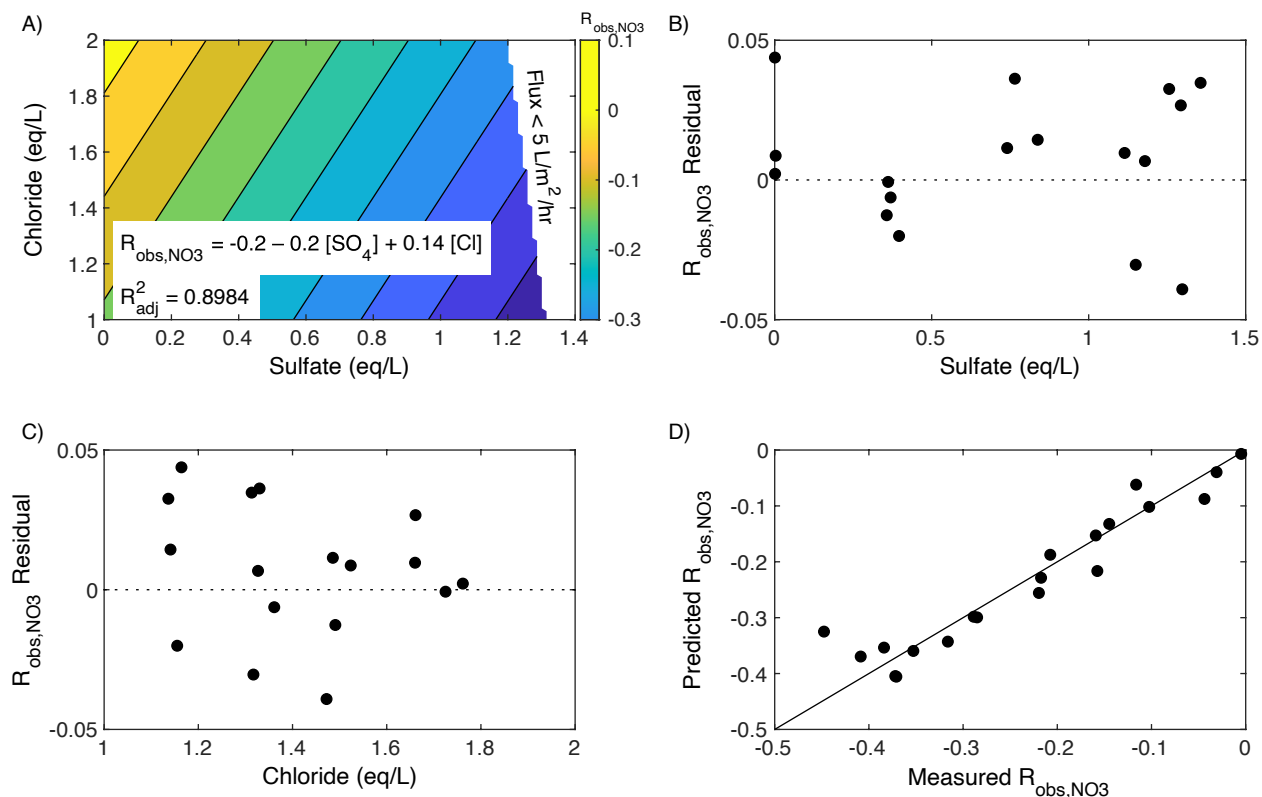 A)
R_obs,NO3
2
1.8
1.6
1.4
1.2
1
Chloride (eq/L)
R_obs,NO3 = -0.2 – 0.2 [SO_4] + 0.14 [Cl]
R^2_adj = 0.8984
Flux < 5 L/m^2/hr
0 0.2 0.4 0.6 0.8 1 1.2 1.4
Sulfate (eq/L)
0.1
0
-0.1
-0.2
-0.3
B)
0.05
0
-0.05
R_obs,NO3 Residual
0 0.5 1 1.5
Sulfate (eq/L)
C)
0.05
0
-0.05
R_obs,NO3 Residual
1 1.2 1.4 1.6 1.8 2
Chloride (eq/L)
D)
0
-0.1
-0.2
-0.3
-0.4
-0.5
Predicted R_obs,NO3
-0.5 -0.4 -0.3 -0.2 -0.1 0
Measured R_obs,NO3